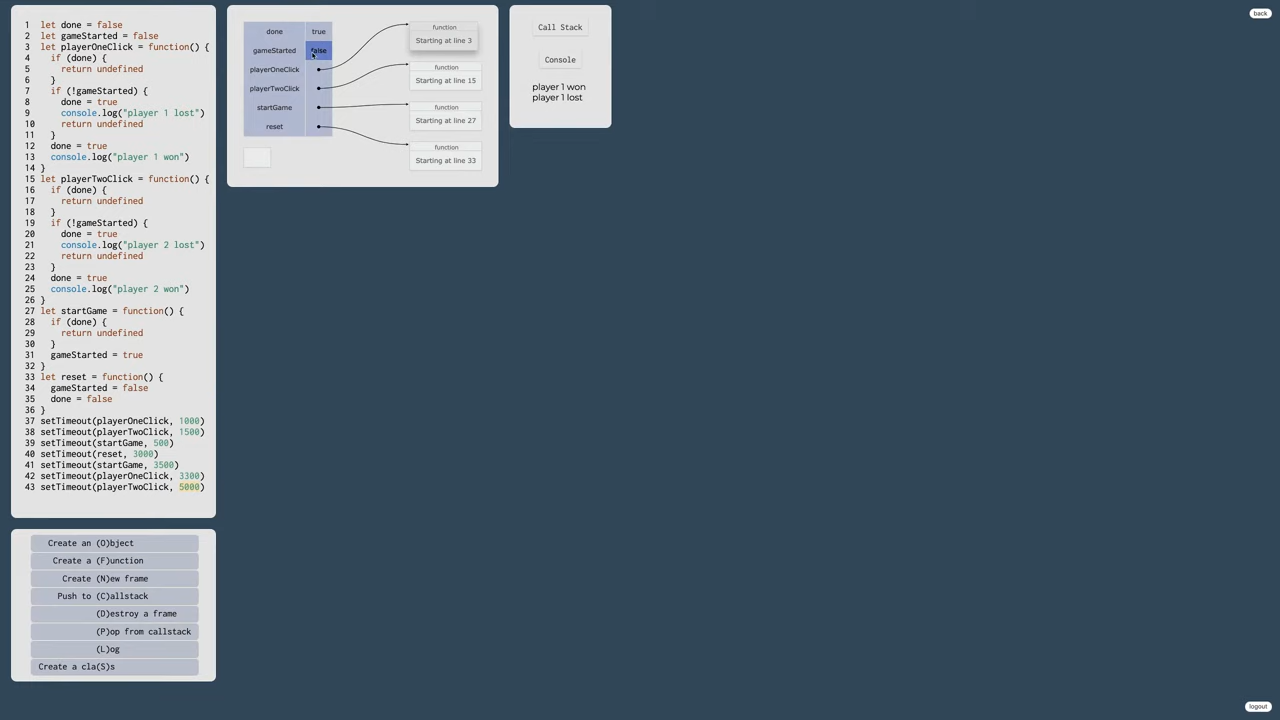 1 let done = false
2 let gameStarted = false
3 let playerOneClick = function() {
4 if (done) {
5 return undefined
6 }
7 if (!gameStarted) {
8 done = true
9 console.log("player 1 lost")
10 return undefined
11 }
12 done = true
13 console.log("player 1 won")
14 }
15 let playerTwoClick = function() {
16 if (done) {
17 return undefined
18 }
19 if (!gameStarted) {
20 done = true
21 console.log("player 2 lost")
22 return undefined
23 }
24 done = true
25 console.log("player 2 won")
26 }
27 let startGame = function() {
28 if (done) {
29 return undefined
30 }
31 gameStarted = true
32 }
33 let reset = function() {
34 gameStarted = false
35 done = false
36 }
37 setTimeout(playerOneClick, 1000)
38 setTimeout(playerTwoClick, 1500)
39 setTimeout(startGame, 500)
40 setTimeout(reset, 3000)
41 setTimeout(startGame, 3500)
42 setTimeout(playerOneClick, 3300)
43 setTimeout(playerTwoClick, 5000)
Create an (O)bject
Create a (F)unction
Create (N)ew frame
Push to (C)allstack
(D)estroy a frame
(P)op from callstack
(L)og
Create a cla(S)s
done true
gameStarted false
playerOneClick
playerTwoClick
startGame
reset
function
Starting at line 3
function
Starting at line 15
function
Starting at line 27
function
Starting at line 33
Call Stack
Console
player 1 won
player 1 lost
back
logout